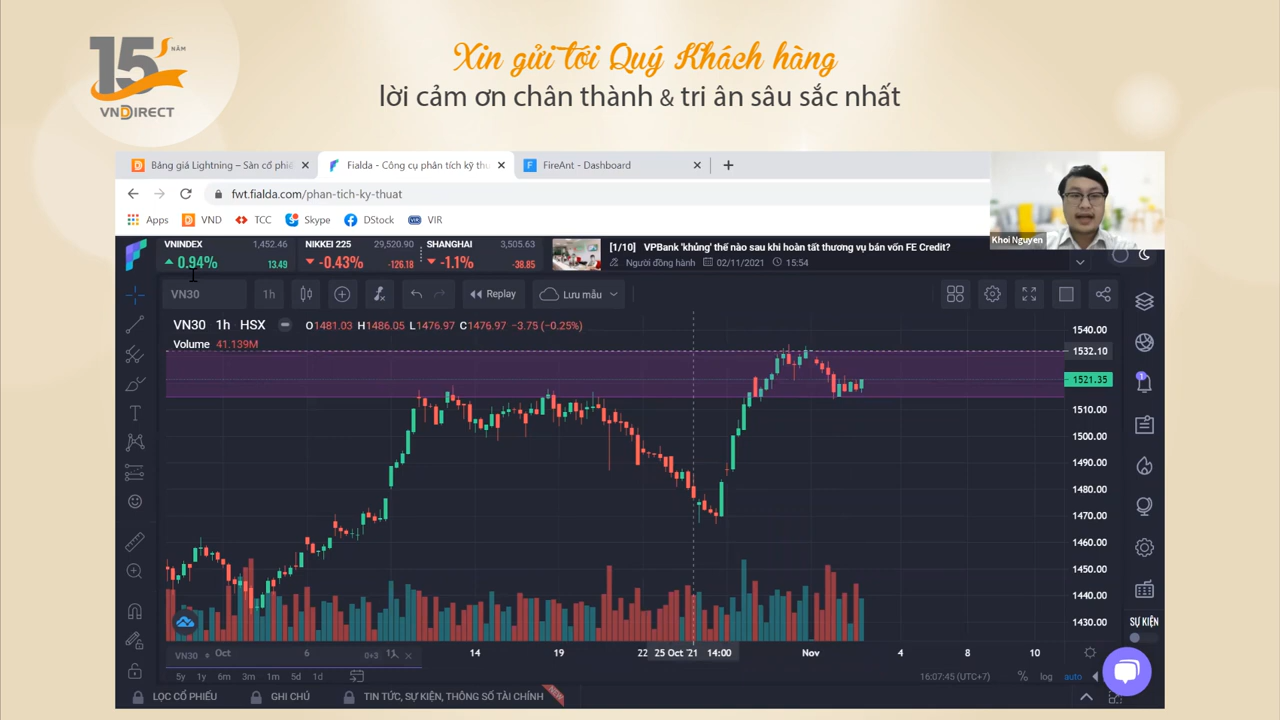 15 NĂM
VNDIRECT
Xin gửi tới Quý Khách hàng
lời cảm ơn chân thành & tri ân sâu sắc nhất
Bảng giá Lightning – Sàn cổ phiế
Fialda - Công cụ phân tích kỹ thu
FireAnt - Dashboard
fwt.fialda.com/phan-tich-ky-thuat
Apps VND TCC Skype DStock VIR
Khoi Nguyen
VNINDEX 1,452.46
0.94% 13.49
NIKKEI 225 29,520.90
-0.43% -126.18
SHANGHAI 3,505.63
-1.1% -38.85
[1/10] VPBank 'khủng' thế nào sau khi hoàn tất thương vụ bán vốn FE Credit?
Người đồng hành 02/11/2021 15:54
VN30 1h Replay Lưu mẫu
VN30 1h HSX O1481.03 H1486.05 L1476.97 C1476.97 -3.75 (-0.25%)
Volume 41.139M
1540.00
1532.10
1521.35
1510.00
1500.00
1490.00
1480.00
1470.00
1460.00
1450.00
1440.00
1430.00
1
SỰ KIỆN
Oct 6 11 14 19 22 25 Oct '21 14:00 Nov 4 8 10
VN30 0+3
5y 1y 6m 3m 1m 5d 1d
16:07:45 (UTC+7) % log auto
LỌC CỔ PHIẾU GHI CHÚ TIN TỨC, SỰ KIỆN, THÔNG SỐ TÀI CHÍNH NEW